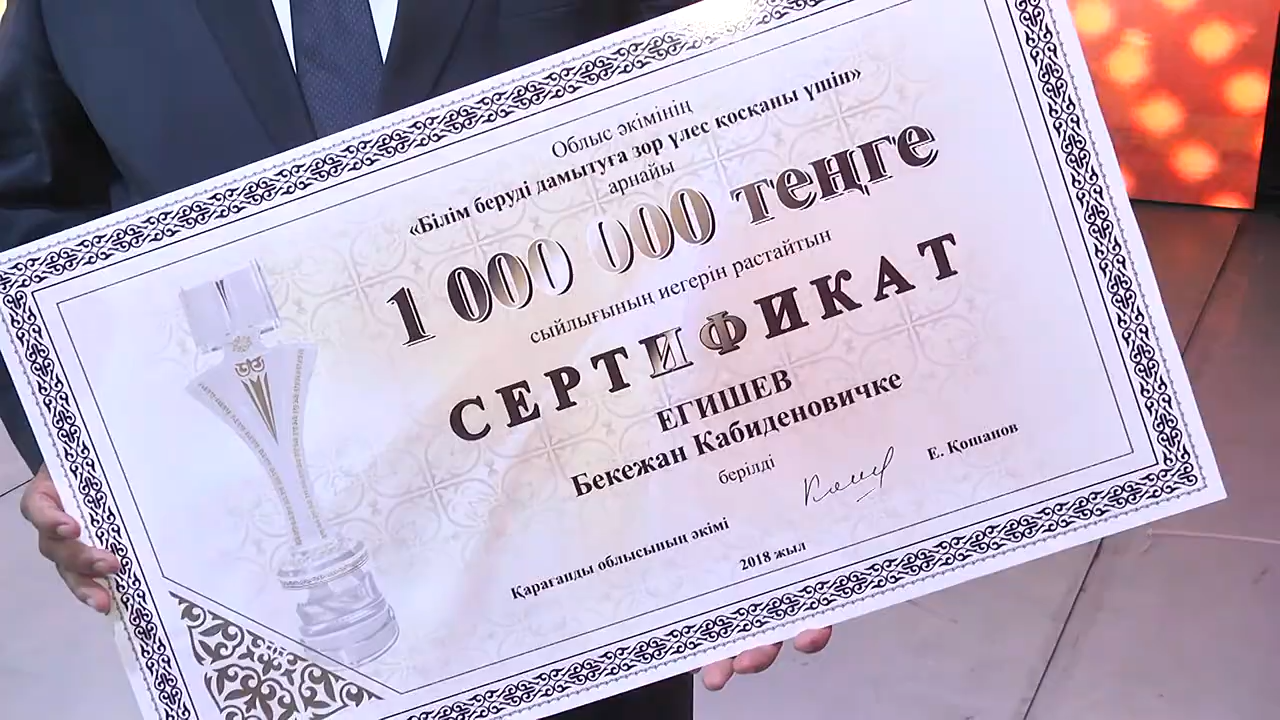 Облыс әкімінің
«Білім беруді дамытуға зор үлес қосқаны үшін»
арнайы
1 000 000 теңге
сыйлығының иегерін растайтын
СЕРТИФИКАТ
ЕГИШЕВ
Бекежан Кабиденовичке
берілді
Қарағанды облысының әкімі
Е. Қошанов
2018 жыл